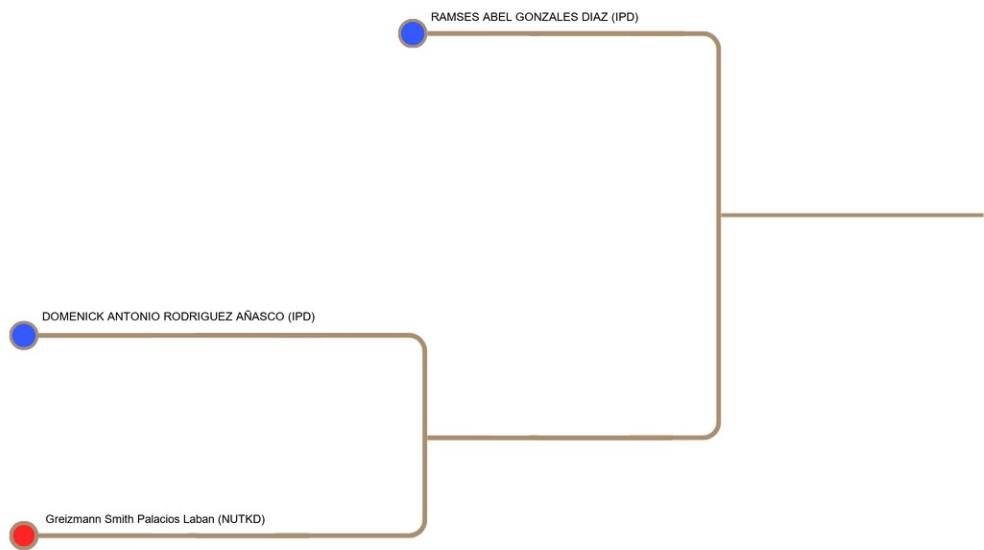 RAMSES ABEL GONZALES DIAZ (IPD)
DOMENICK ANTONIO RODRIGUEZ AÑASCO (IPD)
Greizmann Smith Palacios Laban (NUTKD)